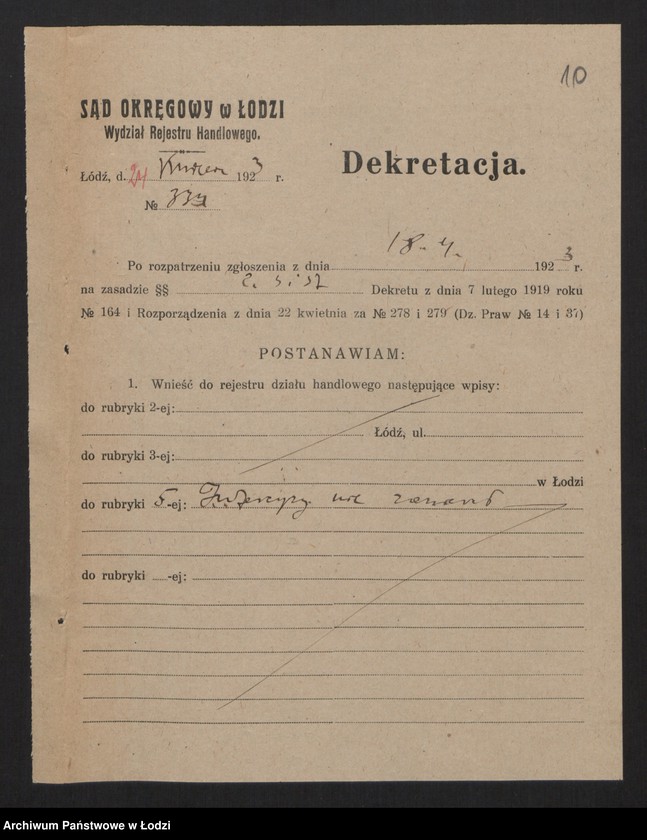 10
SĄD OKRĘGOWY w ŁODZI
Wydział Rejestru Handlowego.
Dekretacja.
Łódź, d. 24 Kwiecień 1923 r.
№
18. 4.
Po rozpatrzeniu zgłoszenia z dnia 1923 r.
na zasadzie §§ Dekretu z dnia 7 lutego 1919 roku
№ 164 i Rozporządzenia z dnia 22 kwietnia za № 278 i 279 (Dz. Praw № 14 i 37)
POSTANAWIAM:
1. Wnieść do rejestru działu handlowego następujące wpisy:
do rubryki 2-ej:
Łódź, ul.
do rubryki 3-ej:
w Łodzi
do rubryki 5-ej: Intercyzy nie zawarł
do rubryki -ej:
Archiwum Państwowe w Łodzi